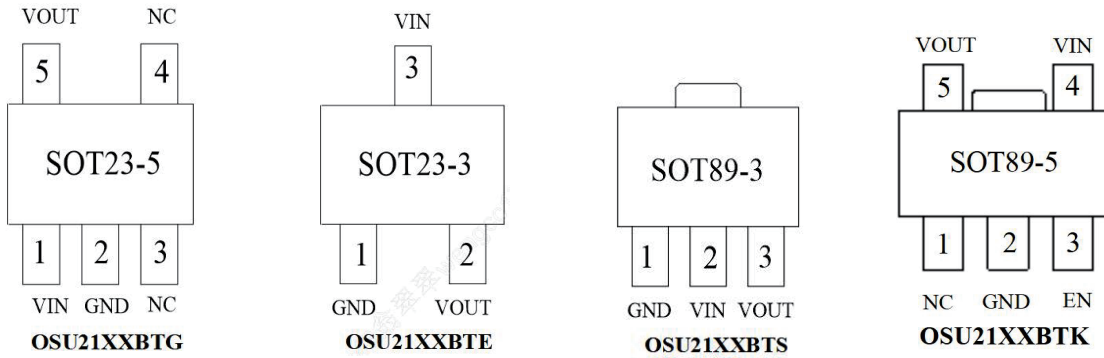 VOUT NC
5 4
SOT23-5
1 2 3
VIN GND NC
OSU21XXBTG
VIN
3
SOT23-3
1 2
GND VOUT
OSU21XXBTE
SOT89-3
1 2 3
GND VIN VOUT
OSU21XXBTS
VOUT VIN
5 4
SOT89-5
1 2 3
NC GND EN
OSU21XXBTK